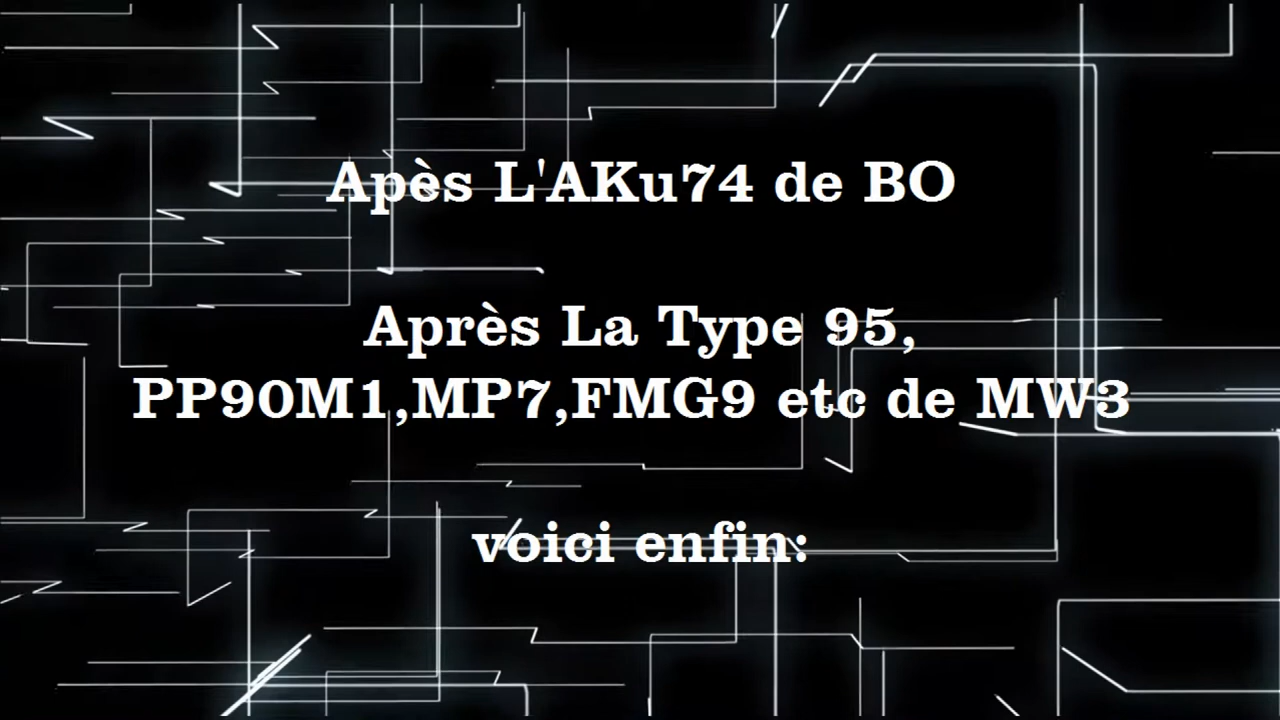 Apès L'AKu74 de BO
Après La Type 95,
PP90M1,MP7,FMG9 etc de MW3
voici enfin: